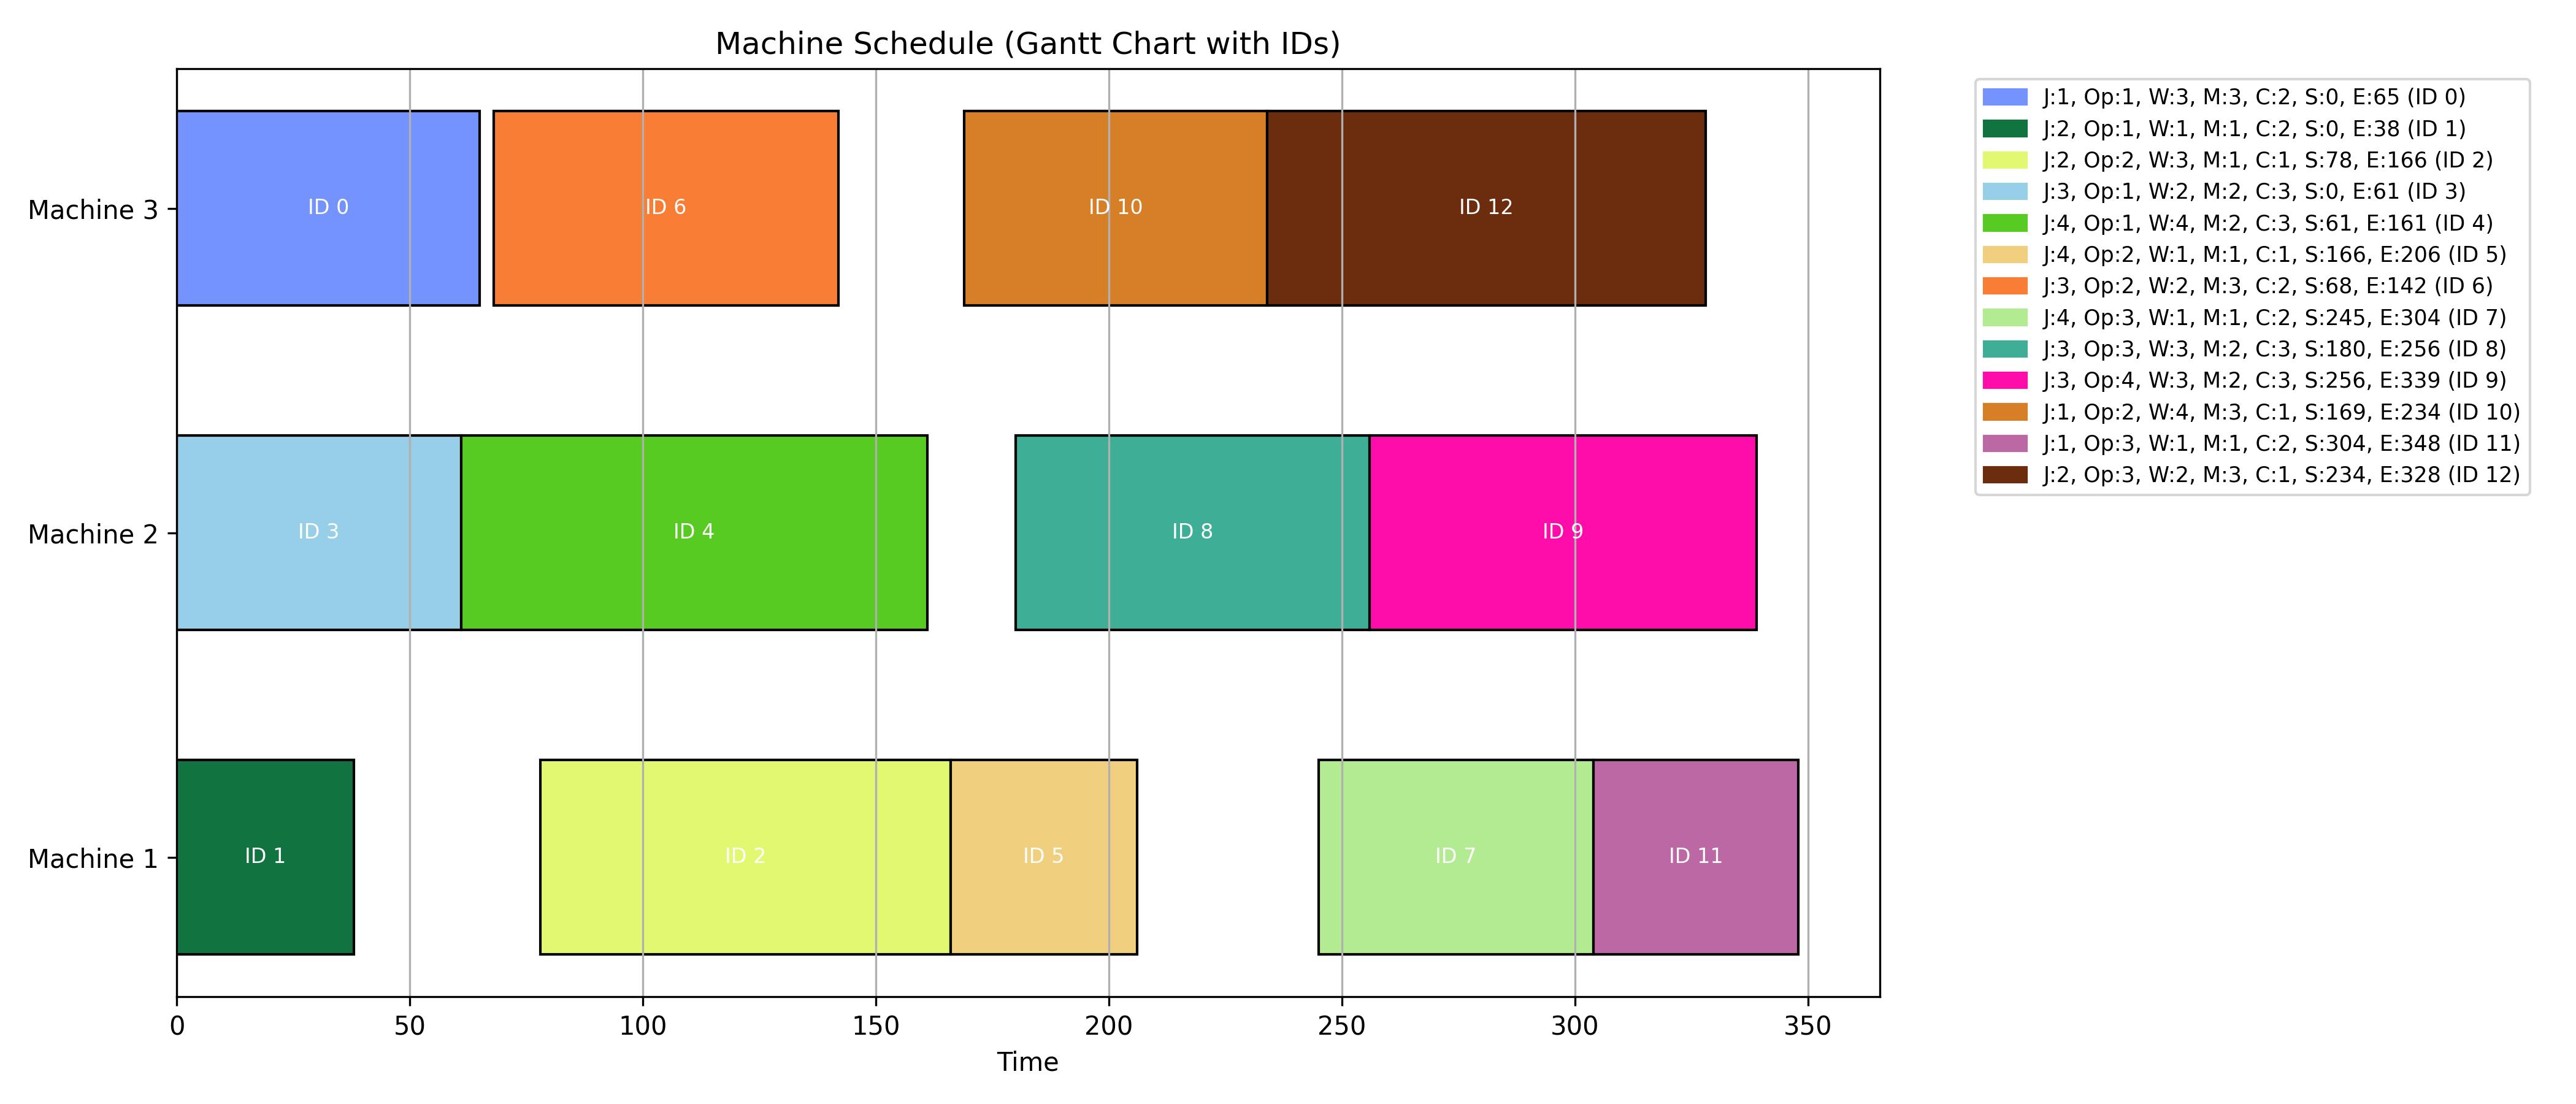 Machine Schedule (Gantt Chart with IDs)
Machine 3
ID 0
ID 6
ID 10
ID 12
Machine 2
ID 3
ID 4
ID 8
ID 9
Machine 1
ID 1
ID 2
ID 5
ID 7
ID 11
0 50 100 150 200 250 300 350
Time
J:1, Op:1, W:3, M:3, C:2, S:0, E:65 (ID 0)
J:2, Op:1, W:1, M:1, C:2, S:0, E:38 (ID 1)
J:2, Op:2, W:3, M:1, C:1, S:78, E:166 (ID 2)
J:3, Op:1, W:2, M:2, C:3, S:0, E:61 (ID 3)
J:4, Op:1, W:4, M:2, C:3, S:61, E:161 (ID 4)
J:4, Op:2, W:1, M:1, C:1, S:166, E:206 (ID 5)
J:3, Op:2, W:2, M:3, C:2, S:68, E:142 (ID 6)
J:4, Op:3, W:1, M:1, C:2, S:245, E:304 (ID 7)
J:3, Op:3, W:3, M:2, C:3, S:180, E:256 (ID 8)
J:3, Op:4, W:3, M:2, C:3, S:256, E:339 (ID 9)
J:1, Op:2, W:4, M:3, C:1, S:169, E:234 (ID 10)
J:1, Op:3, W:1, M:1, C:2, S:304, E:348 (ID 11)
J:2, Op:3, W:2, M:3, C:1, S:234, E:328 (ID 12)